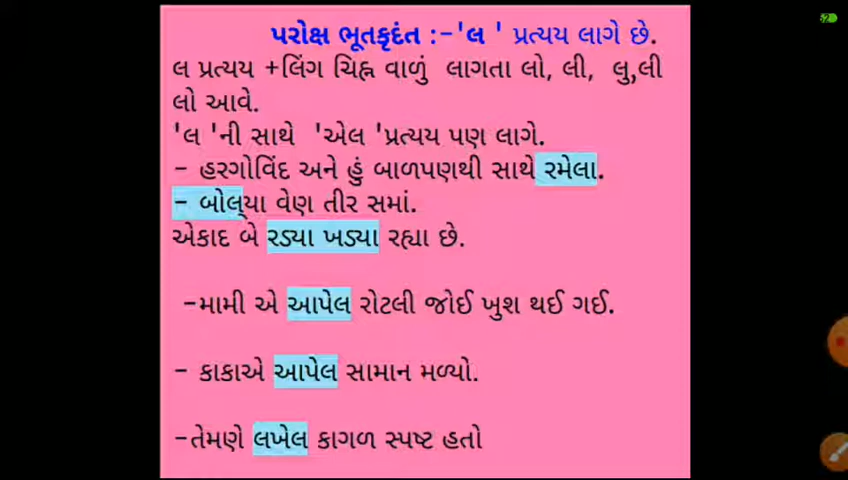 પરોક્ષ ભૂતકૃદંત :-'લ ' પ્રત્યય લાગે છે.
લ પ્રત્યય +લિંગ ચિહ્ન વાળું લાગતા લો, લી, લુ,લી
લો આવે.
'લ 'ની સાથે 'એલ 'પ્રત્યય પણ લાગે.
- હરગોવિંદ અને હું બાળપણથી સાથે રમેલા.
- બોલ્યા વેણ તીર સમાં.
એકાદ બે રડ્યા ખડ્યા રહ્યા છે.
-મામી એ આપેલ રોટલી જોઈ ખુશ થઈ ગઈ.
- કાકાએ આપેલ સામાન મળ્યો.
-તેમણે લખેલ કાગળ સ્પષ્ટ હતો